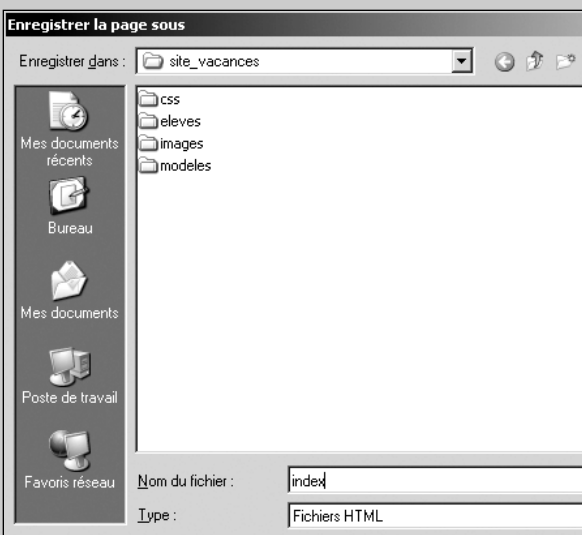 Enregistrer la page sous
Enregistrer dans :
site_vacances
Mes documents
récents
Bureau
Mes documents
Poste de travail
Favoris réseau
css
eleves
images
modeles
Nom du fichier :
index
Type :
Fichiers HTML